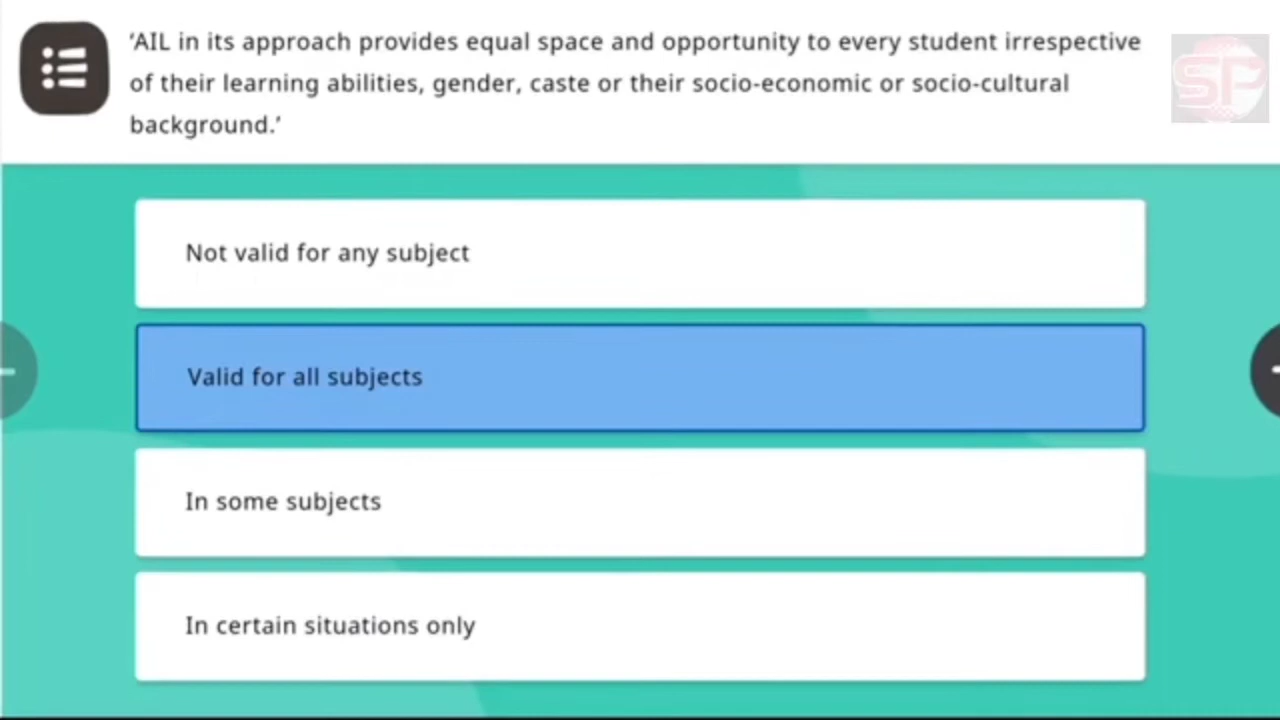 ‘AIL in its approach provides equal space and opportunity to every student irrespective
of their learning abilities, gender, caste or their socio-economic or socio-cultural
background.’
SP
Not valid for any subject
Valid for all subjects
In some subjects
In certain situations only